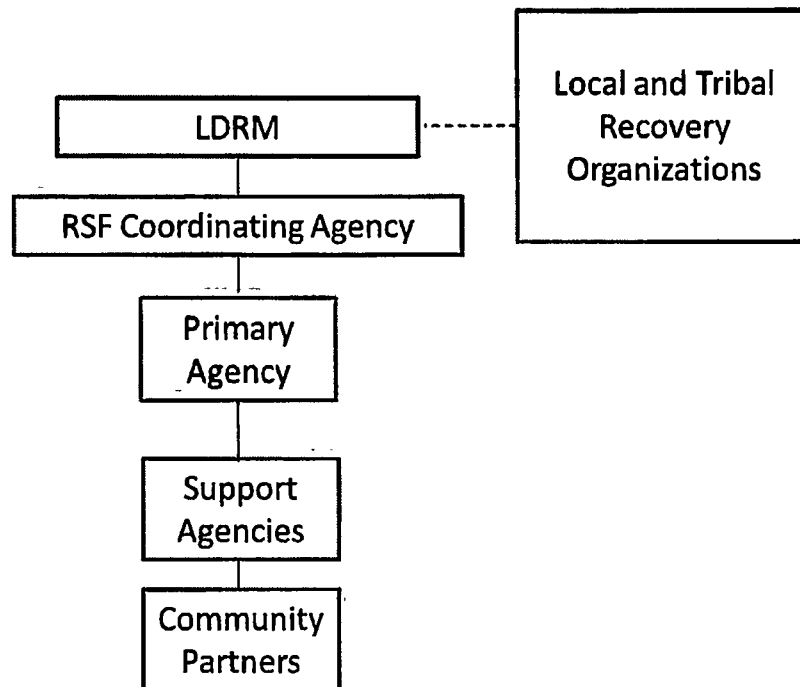 LDRM
Local and Tribal
Recovery
Organizations
RSF Coordinating Agency
Primary
Agency
Support
Agencies
Community
Partners